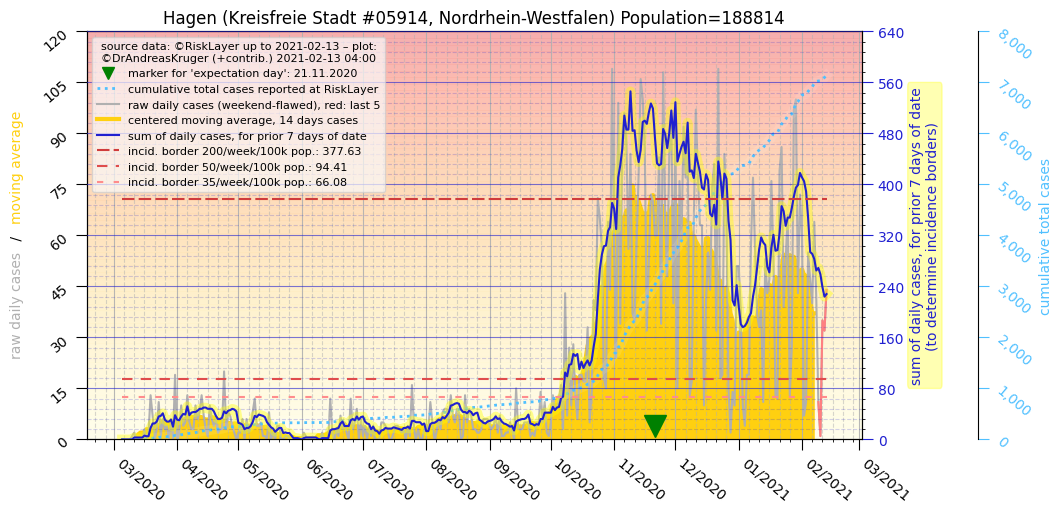 Hagen (Kreisfreie Stadt #05914, Nordrhein-Westfalen) Population=188814
source data: ©RiskLayer up to 2021-02-13 – plot:
©DrAndreasKruger (+contrib.) 2021-02-13 04:00
marker for 'expectation day': 21.11.2020
cumulative total cases reported at RiskLayer
raw daily cases (weekend-flawed), red: last 5
centered moving average, 14 days cases
sum of daily cases, for prior 7 days of date
incid. border 200/week/100k pop.: 377.63
incid. border 50/week/100k pop.: 94.41
incid. border 35/week/100k pop.: 66.08
raw daily cases / moving average
120
105
90
75
60
45
30
15
0
03/2020
04/2020
05/2020
06/2020
07/2020
08/2020
09/2020
10/2020
11/2020
12/2020
01/2021
02/2021
03/2021
640
560
480
400
320
240
160
80
0
sum of daily cases, for prior 7 days of date
(to determine incidence borders)
8,000
7,000
6,000
5,000
4,000
3,000
2,000
1,000
0
cumulative total cases